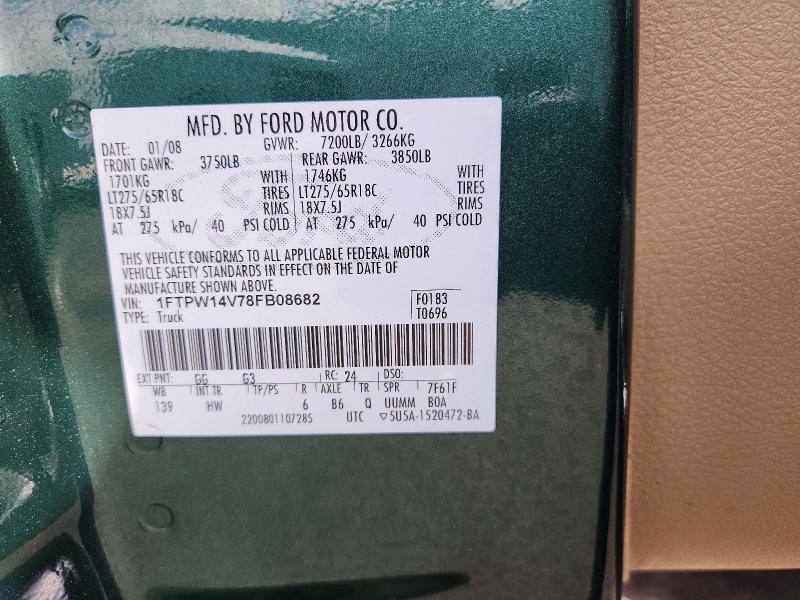 MFD. BY FORD MOTOR CO.
DATE: 01/08 GVWR: 7200LB/ 3266KG
FRONT GAWR: 3750LB REAR GAWR: 3850LB
1701KG WITH 1746KG WITH
LT275/65R18C TIRES LT275/65R18C TIRES
18X7.5J RIMS 18X7.5J RIMS
AT 275 kPa/ 40 PSI COLD AT 275 kPa/ 40 PSI COLD
THIS VEHICLE CONFORMS TO ALL APPLICABLE FEDERAL MOTOR
VEHICLE SAFETY STANDARDS IN EFFECT ON THE DATE OF
MANUFACTURE SHOWN ABOVE.
VIN: 1FTPW14V78FB08682 F0183
TYPE: Truck T0696
EXT PNT: GG G3 RC: 24 DSO:
WB INT TR TP/PS R AXLE TR SPR 7F61F
139 HW 6 B6 Q UUMM BOA
2200801107285 UTC ▽5U5A-1520472-BA